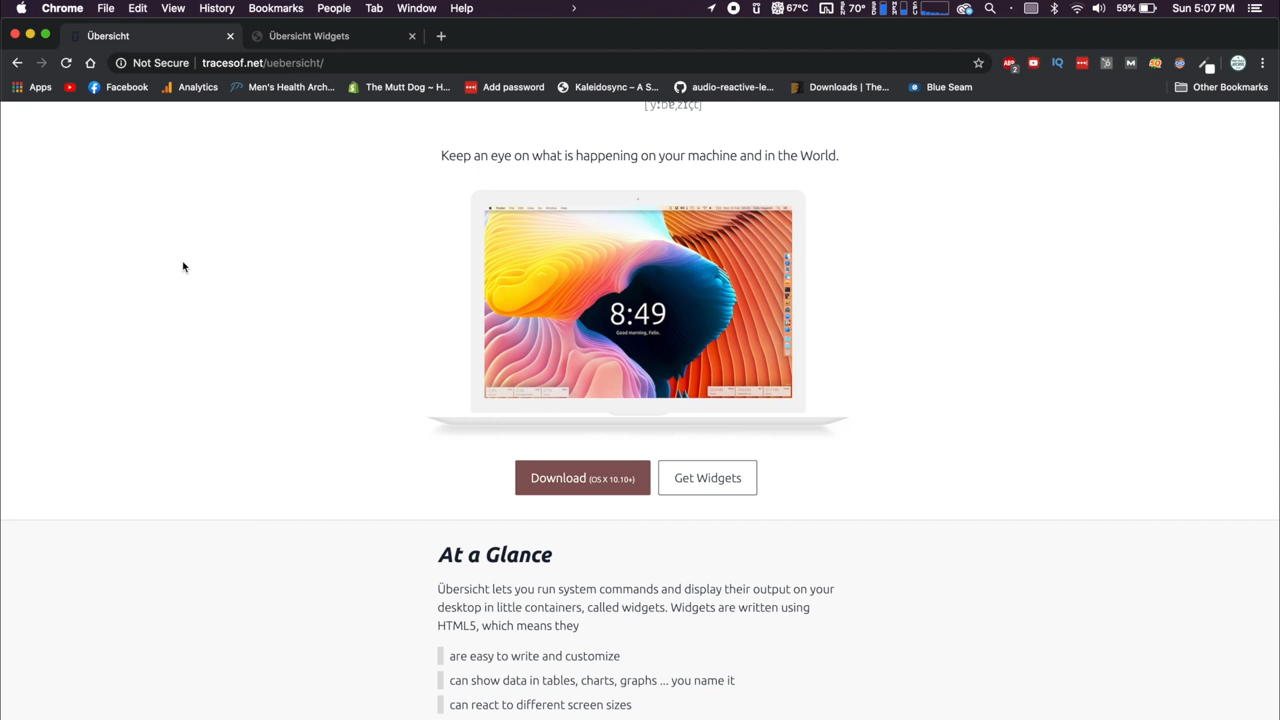 Chrome File Edit View History Bookmarks People Tab Window Help 67°C 70° 59% Sun 5:07 PM
Übersicht Übersicht Widgets
Not Secure tracesof.net/uebersicht/
Apps Facebook Analytics Men's Health Arch... The Mutt Dog ~ H... Add password Kaleidosync – A S... audio-reactive-le... Downloads | The... Blue Seam Other Bookmarks
Keep an eye on what is happening on your machine and in the World.
8:49
Good morning, Felix.
Download (OS X 10.10+) Get Widgets
At a Glance
Übersicht lets you run system commands and display their output on your
desktop in little containers, called widgets. Widgets are written using
HTML5, which means they
are easy to write and customize
can show data in tables, charts, graphs ... you name it
can react to different screen sizes